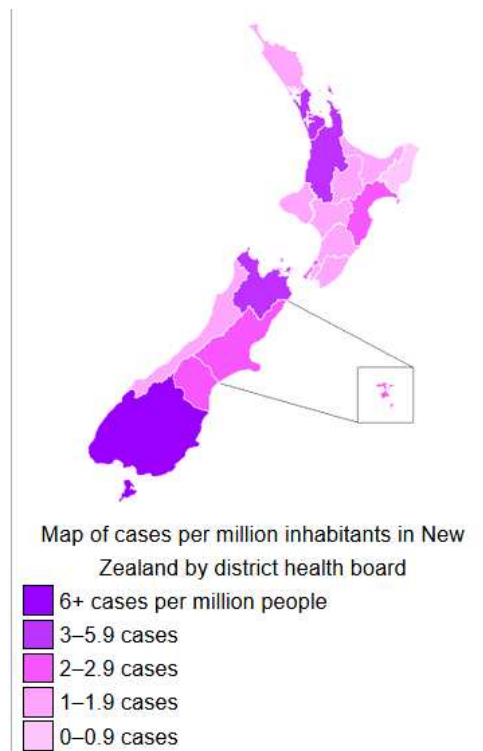 Map of cases per million inhabitants in New
Zealand by district health board
6+ cases per million people
3–5.9 cases
2–2.9 cases
1–1.9 cases
0–0.9 cases